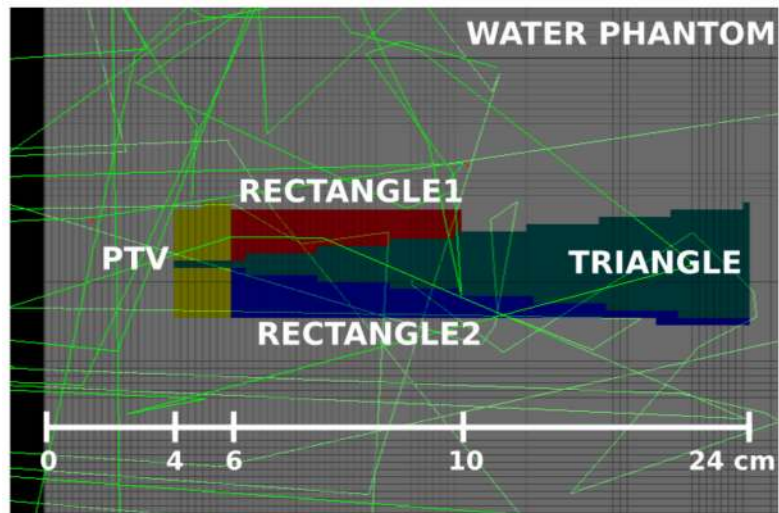 WATER PHANTOM
RECTANGLE1
PTV
TRIANGLE
RECTANGLE2
0 4 6 10 24 cm